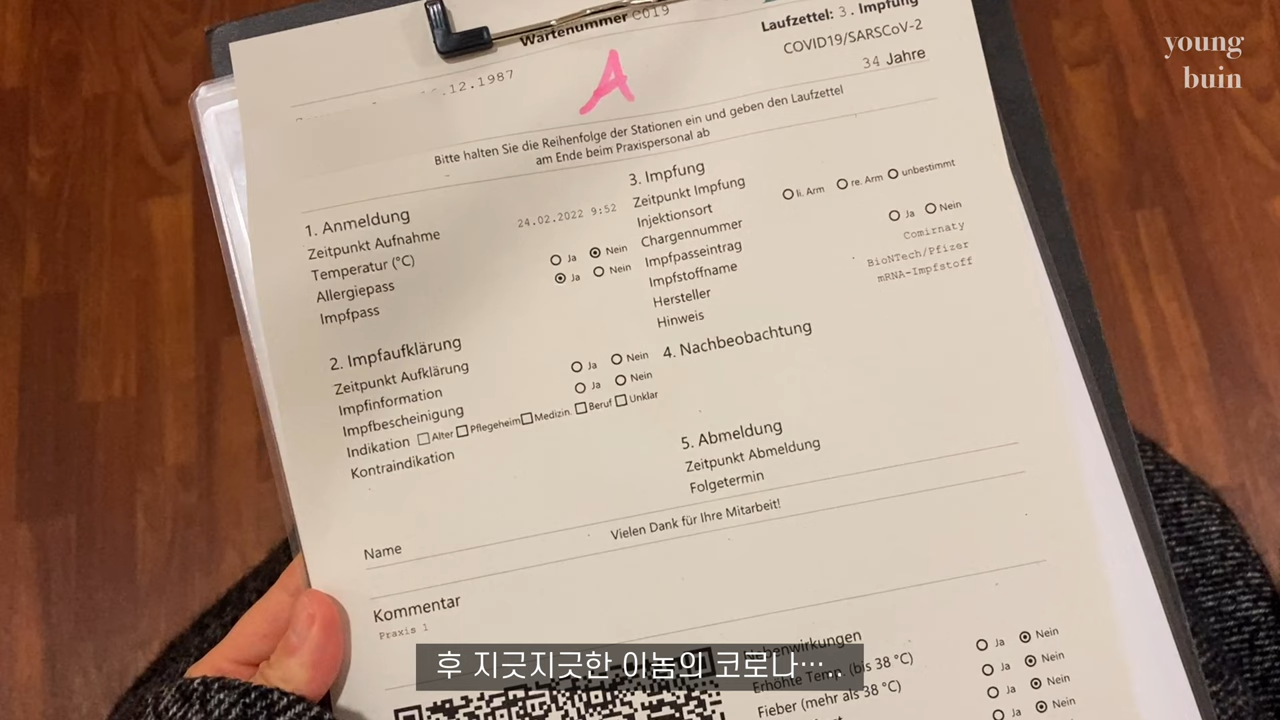 Wartenummer C019
Laufzettel: 3. Impfung
COVID19/SARSCoV-2
34 Jahre
.12.1987
A
Bitte halten Sie die Reihenfolge der Stationen ein und geben den Laufzettel
am Ende beim Praxispersonal ab
1. Anmeldung
Zeitpunkt Aufnahme 24.02.2022 9:52
Temperatur (°C)
Allergiepass Ja Nein
Impfpass Ja Nein
2. Impfaufklärung
Zeitpunkt Aufklärung
Impfinformation Ja Nein
Impfbescheinigung Ja Nein
Indikation Alter Pflegeheim Medizin. Beruf Unklar
Kontraindikation
3. Impfung
Zeitpunkt Impfung
Injektionsort li. Arm re. Arm unbestimmt
Chargennummer
Impfpasseintrag Ja Nein
Impfstoffname Comirnaty
Hersteller BioNTech/Pfizer
Hinweis mRNA-Impfstoff
4. Nachbeobachtung
5. Abmeldung
Zeitpunkt Abmeldung
Folgetermin
Vielen Dank für Ihre Mitarbeit!
Name
Kommentar
Praxis 1
Nebenwirkungen
Erhöhte Temp. (bis 38 °C) Ja Nein
Fieber (mehr als 38 °C) Ja Nein
Ja Nein
Ja Nein
young
buin
후 지긋지긋한 이놈의 코로나…